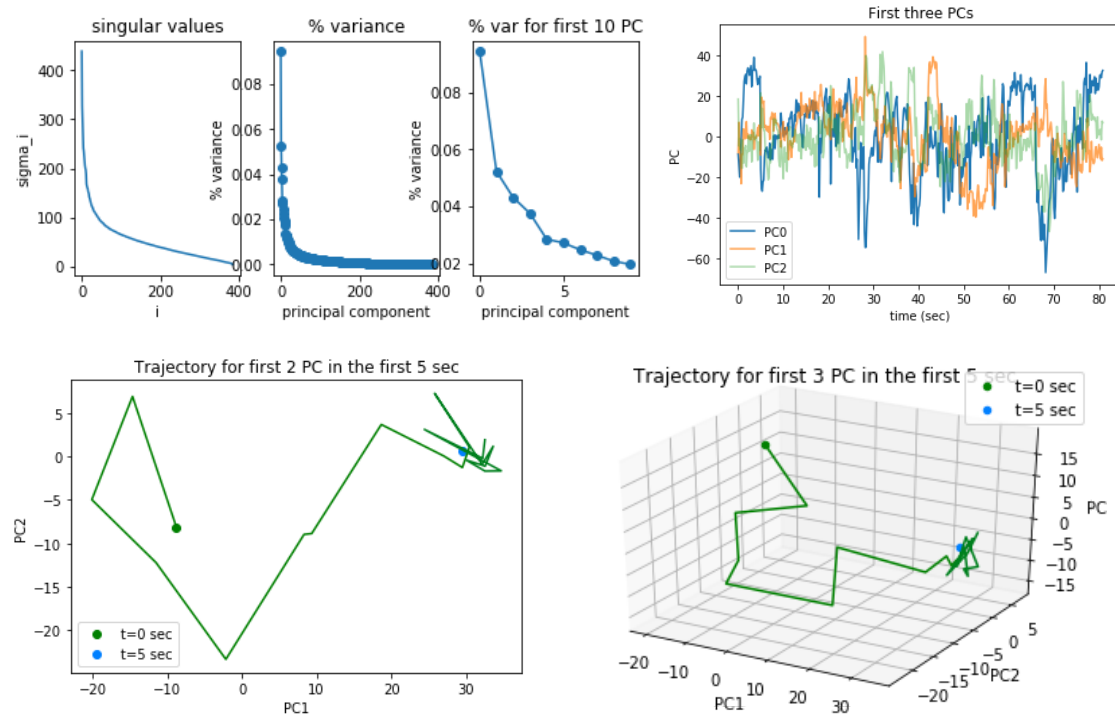 singular values
sigma_i
400
300
200
100
0
0
200
400
i
% variance
% variance
0.08
0.06
0.04
0.02
0.00
0
200
400
principal component
% var for first 10 PC
% variance
0.08
0.06
0.04
0.02
0
5
principal component
First three PCs
PC
40
20
0
−20
−40
−60
PC0
PC1
PC2
0
10
20
30
40
50
60
70
80
time (sec)
Trajectory for first 2 PC in the first 5 sec
PC2
5
0
−5
−10
−15
−20
t=0 sec
t=5 sec
−20
−10
0
10
20
30
PC1
Trajectory for first 3 PC in the first 5 sec
t=0 sec
t=5 sec
15
10
5
0
−5
−10
−15
PC
−20
−10
0
10
20
30
PC1
−20
−15
−10
−5
0
5
PC2